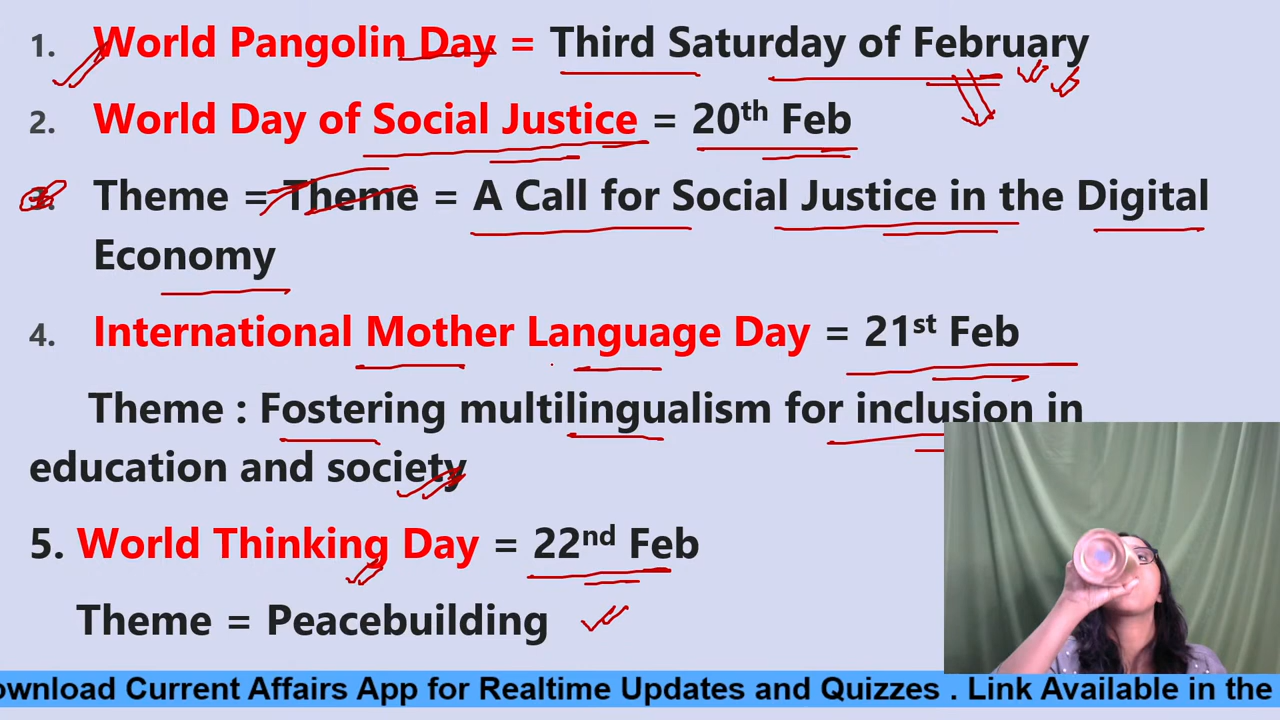 1. World Pangolin Day = Third Saturday of February
2. World Day of Social Justice = 20th Feb
3. Theme = Theme = A Call for Social Justice in the Digital
Economy
4. International Mother Language Day = 21st Feb
Theme : Fostering multilingualism for inclusion in
education and society
5. World Thinking Day = 22nd Feb
Theme = Peacebuilding
ownload Current Affairs App for Realtime Updates and Quizzes . Link Available in the